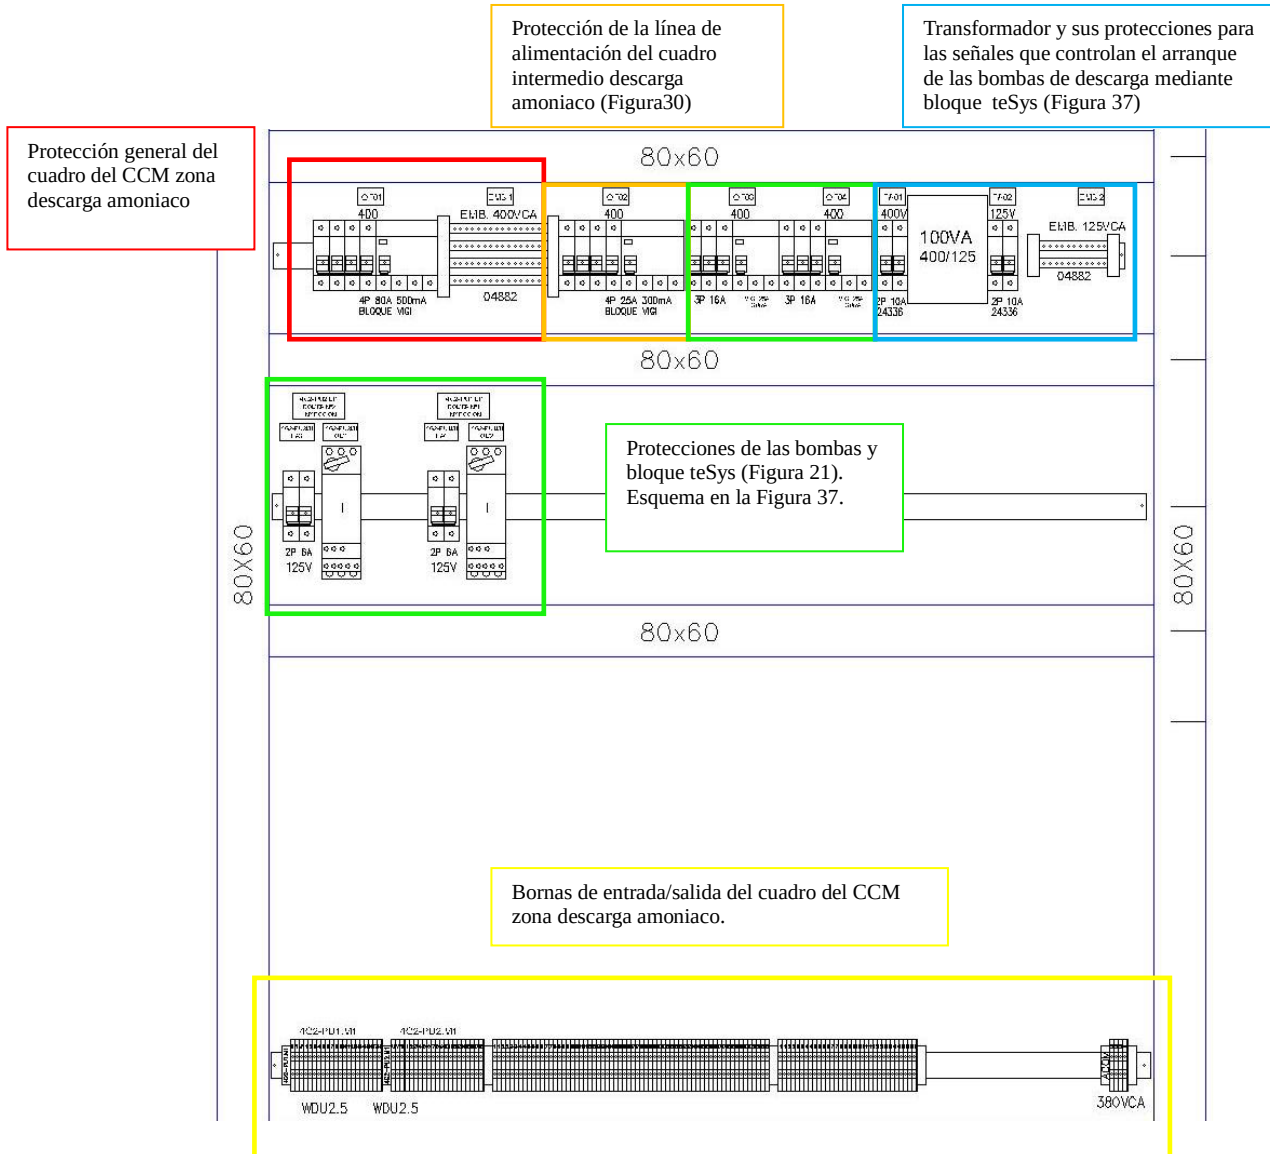 Protección de la línea de
alimentación del cuadro
intermedio descarga
amoniaco (Figura30)
Transformador y sus protecciones para
las señales que controlan el arranque
de las bombas de descarga mediante
bloque teSys (Figura 37)
Protección general del
cuadro del CCM zona
descarga amoniaco
80x60
400
EMB. 400VCA
400
400
400
400V
125V
EMB. 125VCA
100VA
400/125
04882
04882
4P 80A 500mA
BLOQUE VIGI
4P 25A 300mA
BLOQUE VIGI
3P 16A
3P 16A
2P 10A
24336
2P 10A
24336
80x60
Protecciones de las bombas y
bloque teSys (Figura 21).
Esquema en la Figura 37.
2P 6A
125V
2P 6A
125V
80X60
80X60
80x60
Bornas de entrada/salida del cuadro del CCM
zona descarga amoniaco.
4C2-PU1.M1
4C2-PU2.M1
WDU2.5
WDU2.5
380VCA